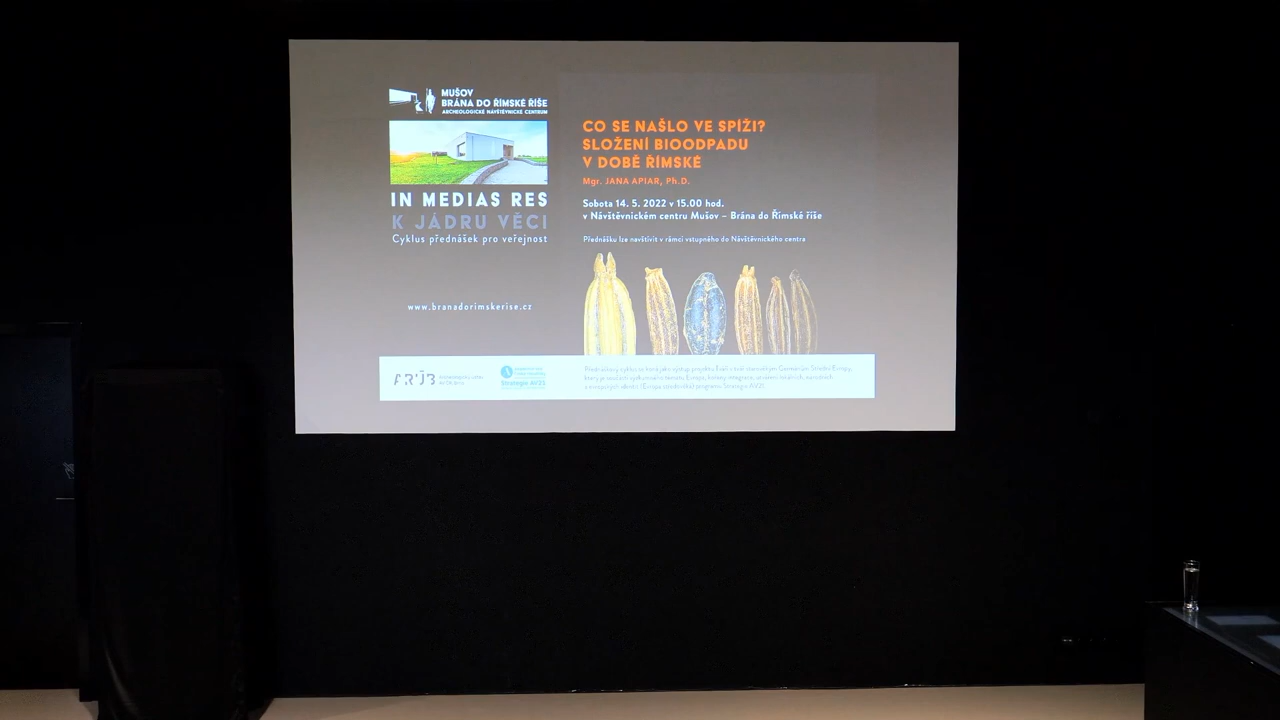 MUŠOV
BRÁNA DO ŘÍMSKÉ ŘÍŠE
ARCHEOLOGICKÉ NÁVŠTĚVNICKÉ CENTRUM
IN MEDIAS RES
K JÁDRU VĚCI
Cyklus přednášek pro veřejnost
www.branadorimskerise.cz
CO SE NAŠLO VE SPÍŽI?
SLOŽENÍ BIOODPADU
V DOBĚ ŘÍMSKÉ
Mgr. JANA APIAR, Ph.D.
Sobota 14. 5. 2022 v 15.00 hod.
v Návštěvnickém centru Mušov – Brána do Římské říše
Přednášku lze navštívit v rámci vstupného do Návštěvnického centra
Strategie AV21